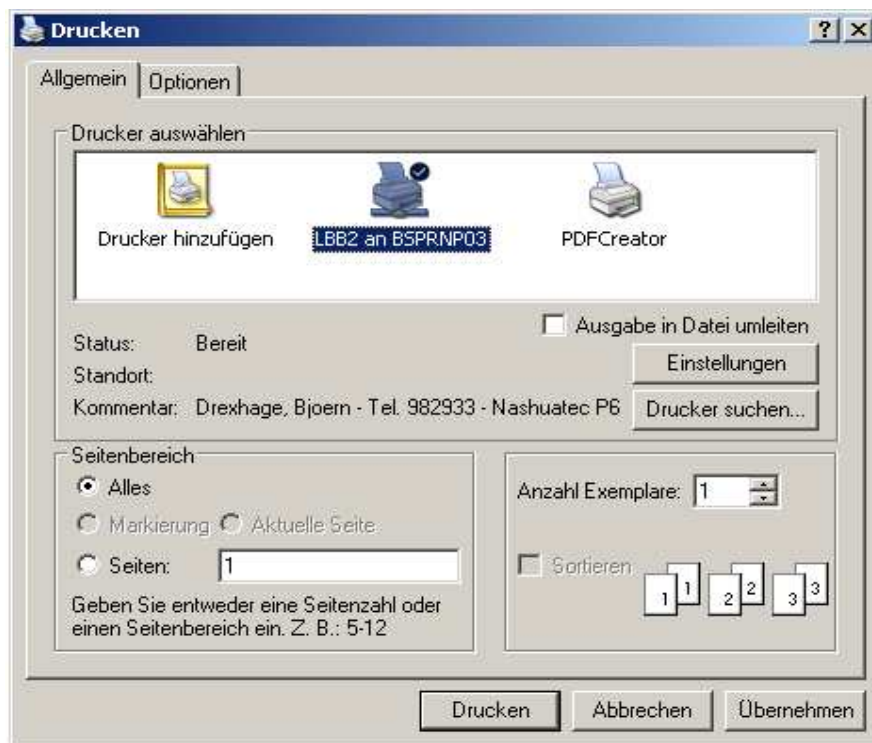 Drucken
Allgemein
Optionen
Drucker auswählen
Drucker hinzufügen
LBB2 an BSPRNP03
PDFCreator
Status: Bereit
Ausgabe in Datei umleiten
Standort:
Einstellungen
Kommentar: Drexhage, Bjoern - Tel. 982933 - Nashuatec P6
Drucker suchen...
Seitenbereich
Alles
Markierung
Aktuelle Seite
Seiten: 1
Geben Sie entweder eine Seitenzahl oder
einen Seitenbereich ein. Z. B.: 5-12
Anzahl Exemplare: 1
Sortieren
1 1 2 2 3 3
Drucken
Abbrechen
Übernehmen